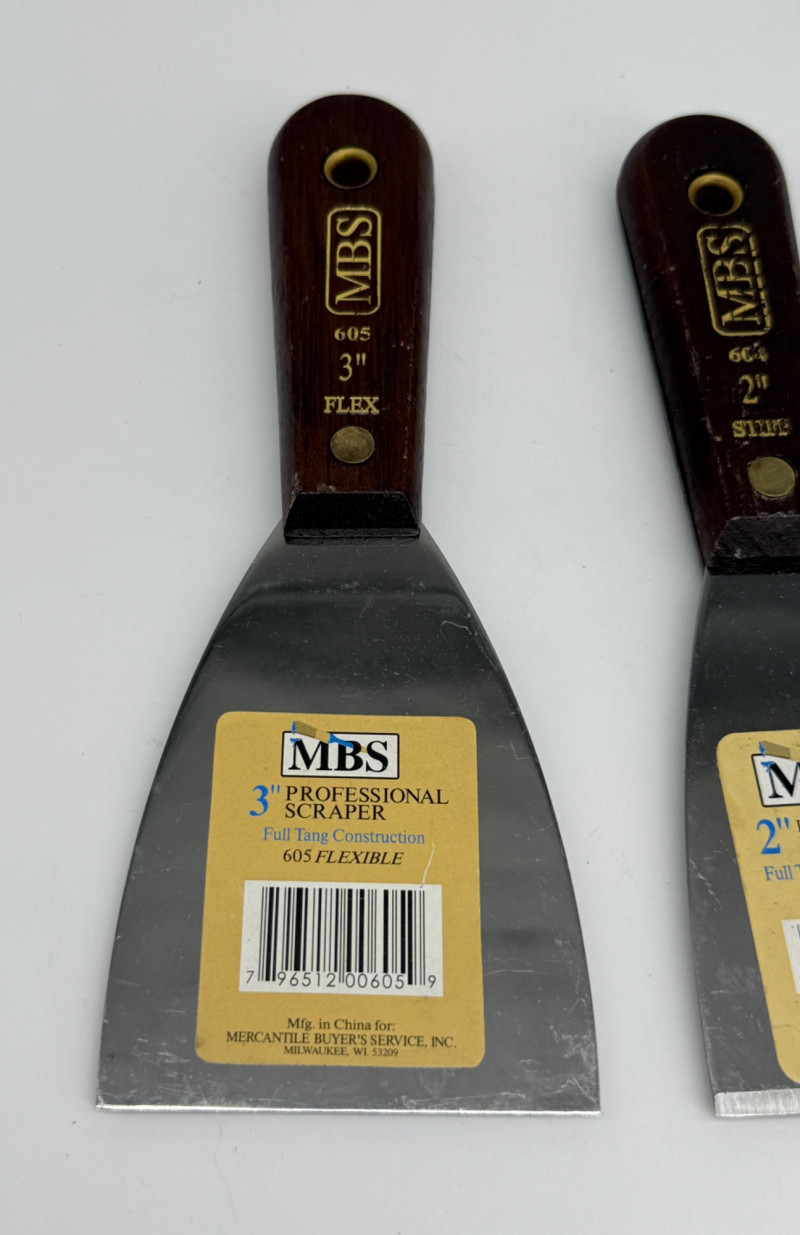 MBS
605
3"
FLEX
MBS
3" PROFESSIONAL
SCRAPER
Full Tang Construction
605 FLEXIBLE
7 96512 00605 9
Mfg. in China for:
MERCANTILE BUYER'S SERVICE, INC.
MILWAUKEE, WI. 53209
MBS
604
2"
STIFF
2"
Full